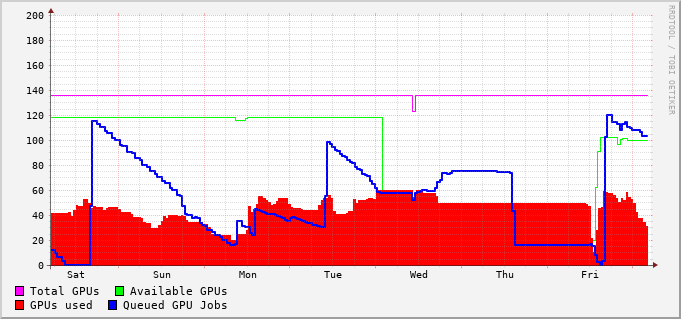 200
180
160
140
120
100
80
60
40
20
0
Sat Sun Mon Tue Wed Thu Fri
Total GPUs Available GPUs
GPUs used Queued GPU Jobs
RRDTOOL / TOBI OETIKER